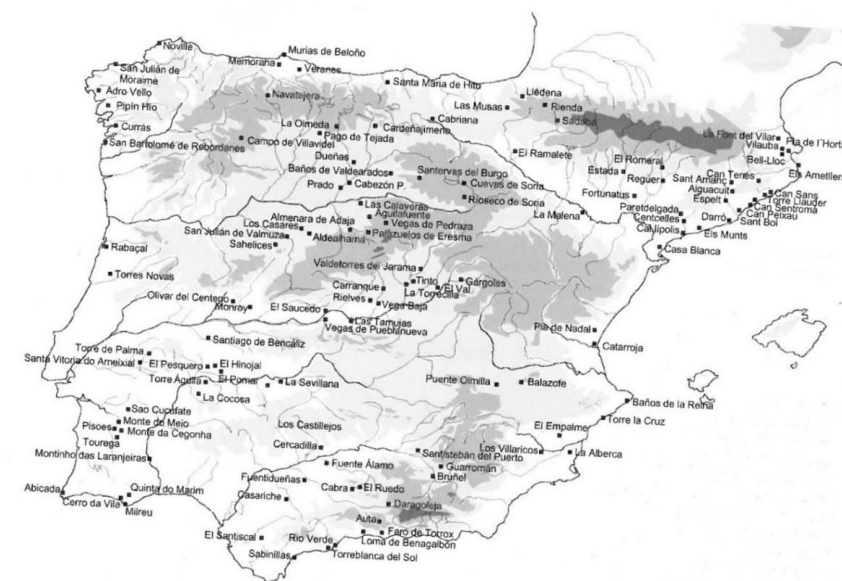 Noville
Murias de Beloño
Memorana
Veranes
San Julián de
Moraime
Adro Vello
Pipín Hío
Currás
San Bartolomé de Rebordanes
Navatejera
Santa María de Hito
Liédena
Las Musas
Rienda
Sádaba
La Olmeda
Cardeñajimeno
Cabriana
Campo de Villavidel
Pago de Tejada
Dueñas
La Font del Vilar
Pla de l'Horta
Vilauba
Bell-Lloc
Els Ametllers
El Ramalete
El Romeral
Estada
Reguer
Can Terrés
Sant Amanç
Aiguacuit
Can Sans
Torre Llauder
Espelt
Can Sentromà
Can Peixau
Baños de Valdearados
Santervas del Burgo
Prado
Cabezón P.
Cuevas de Soria
Rioseco de Soria
Fortunatus
La Malena
Paretdelgada
Centcelles
Darró
Sant Boi
Cal·lípolis
Els Munts
Casa Blanca
Las Calaveras
Almenara de Adaja
Aguilafuente
Los Casares
Vegas de Pedraza
San Julián de Valmuza
Aldealhama
Palazuelos de Eresma
Sahelices
Rabaçal
Valdetorres del Jarama
Torres Novas
Carranque
Tinto
Gárgoles
La Torrecilla
El Val
Olivar del Centeno
Monroy
Rielves
Vega Baja
El Saucedo
Las Tamujas
Vegas de Pueblanueva
Pla de Nadal
Catarroja
Santiago de Bencáliz
Torre de Palma
Santa Vitoria do Ameixial
El Pesquero
El Hinojal
Torre Águila
El Pomar
La Sevillana
La Cocosa
Puente Olmilla
Balazote
Baños de la Reina
Torre la Cruz
Sao Cucufate
Monte do Meio
Pisoes
Monte da Cegonha
Tourega
Los Castillejos
El Empalme
Cercadilla
Los Villaricos
La Alberca
Montinho das Laranjeiras
Santistebán del Puerto
Fuente Álamo
Guarromán
Bruñel
Fuentidueñas
Cabra
El Ruedo
Casariche
Abicada
Quinta do Marim
Cerro da Vila
Milreu
Daragoleja
Auta
El Santiscal
Río Verde
Faro de Torrox
Loma de Benagalbón
Sabinillas
Torreblanca del Sol